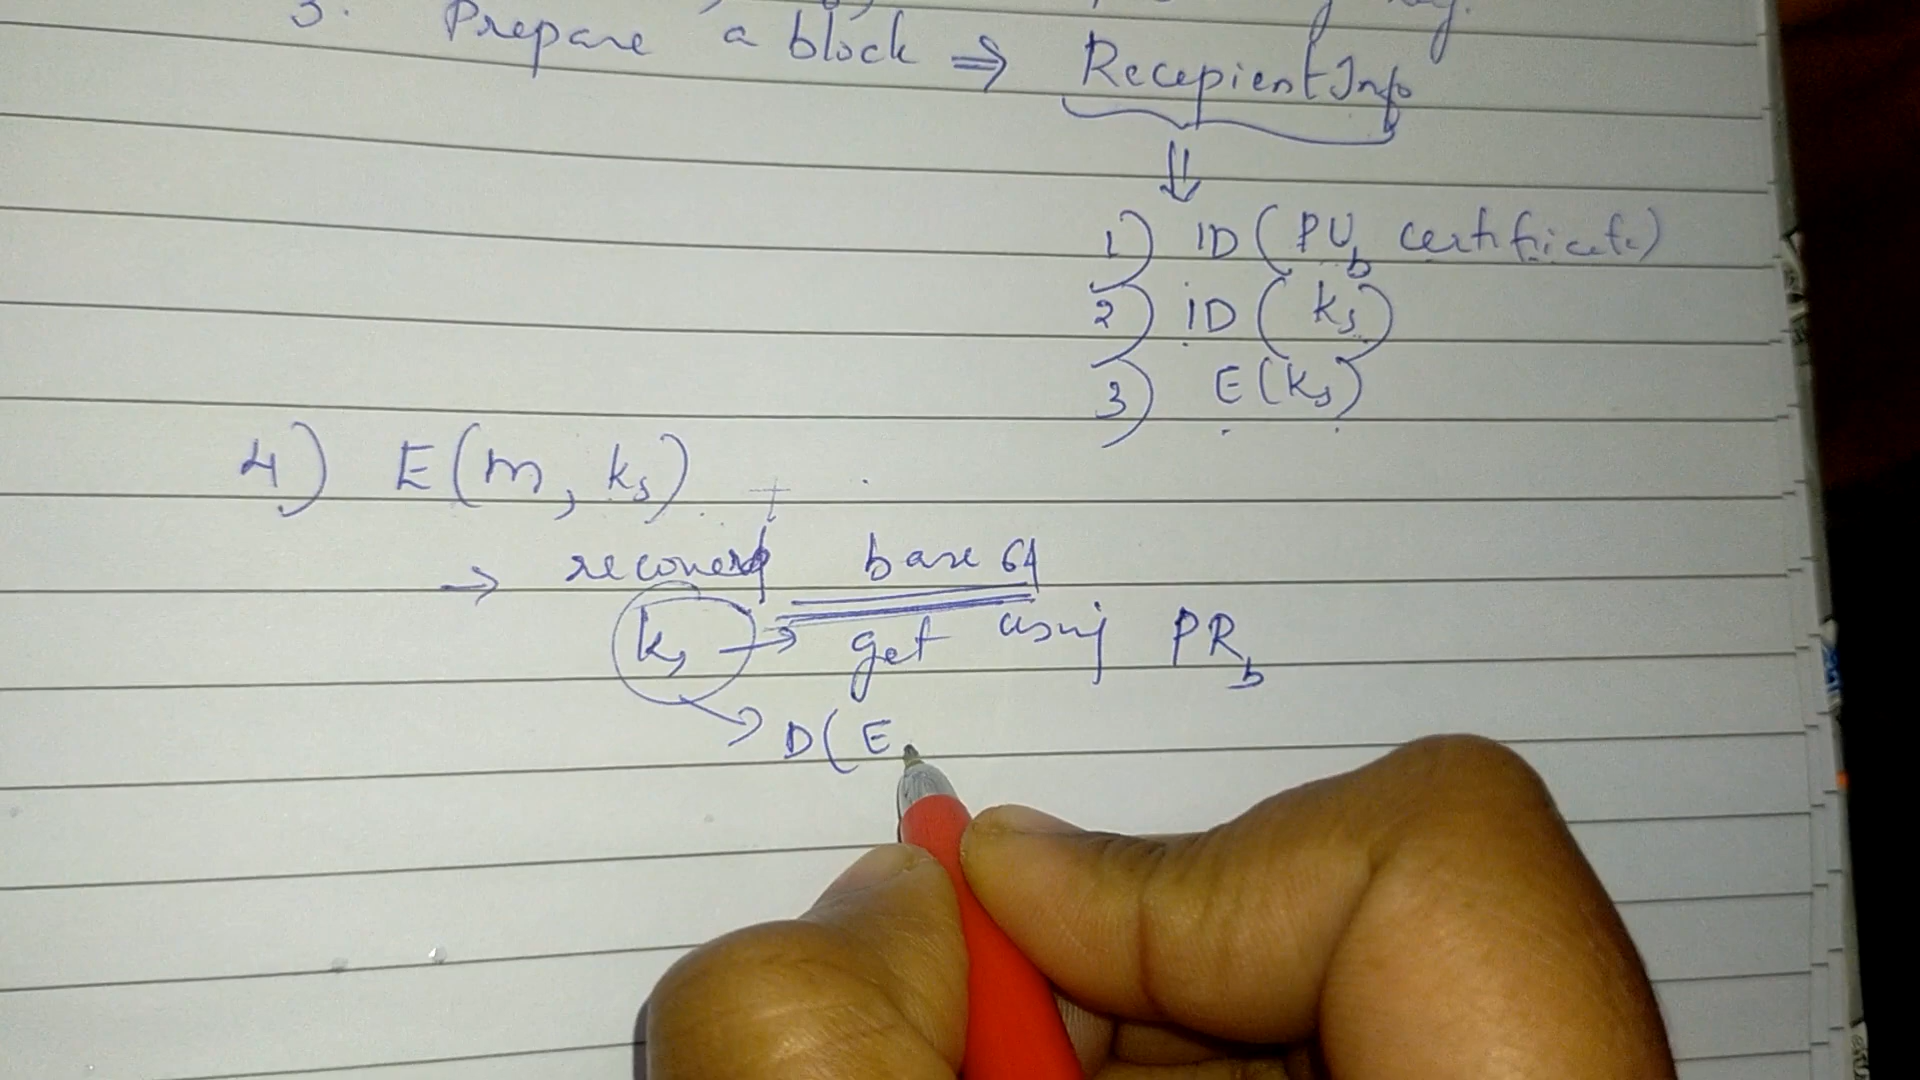 3. Prepare a block ⇒ RecepientInfo
⇓
1) ID (PUb certificate)
2) iD (ks)
3) E(ks)
4) E(m, ks) +
→ recover base 64
ks → get using PRb
→ D( E